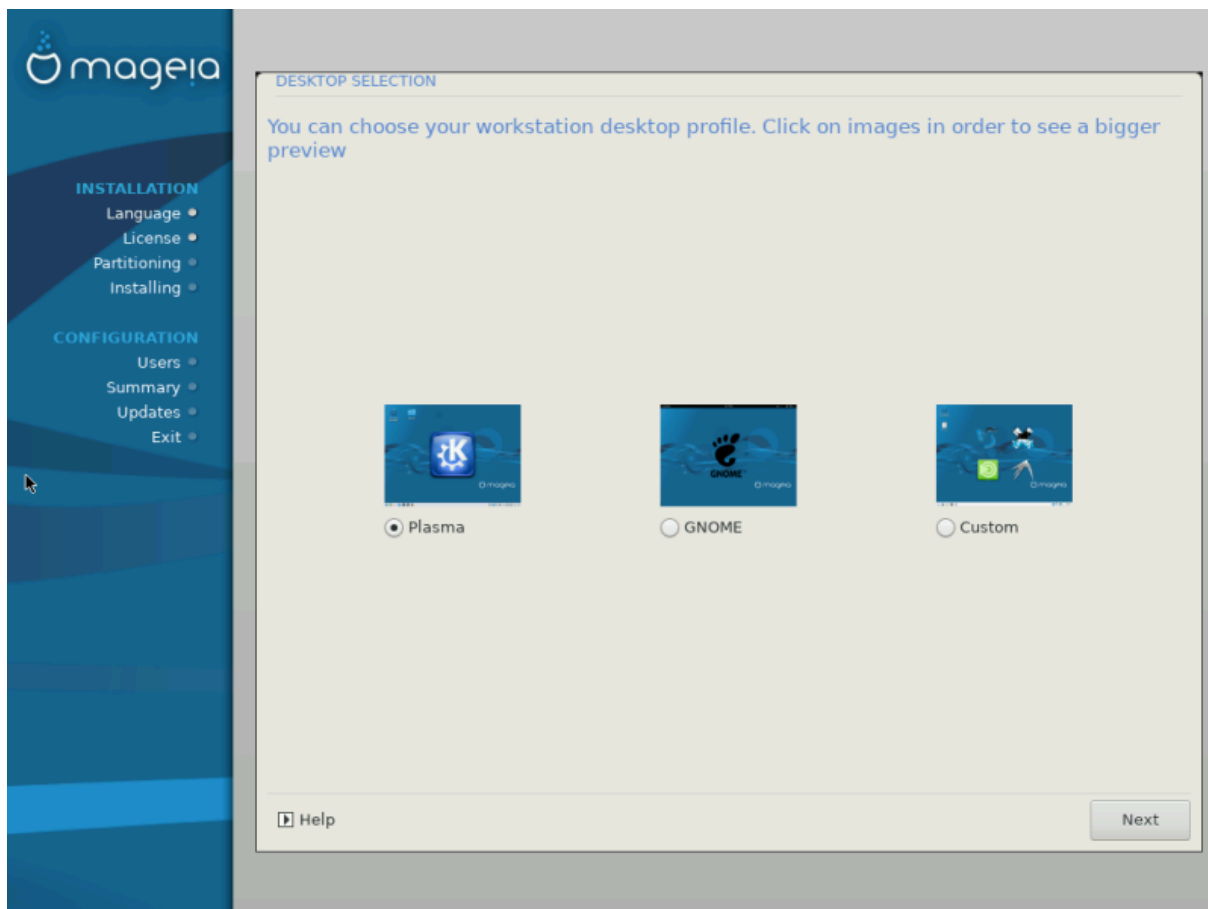 mageia
INSTALLATION
Language
License
Partitioning
Installing
CONFIGURATION
Users
Summary
Updates
Exit
DESKTOP SELECTION
You can choose your workstation desktop profile. Click on images in order to see a bigger
preview
mageia
GNOME
mageia
mageia
Plasma
GNOME
Custom
Help
Next